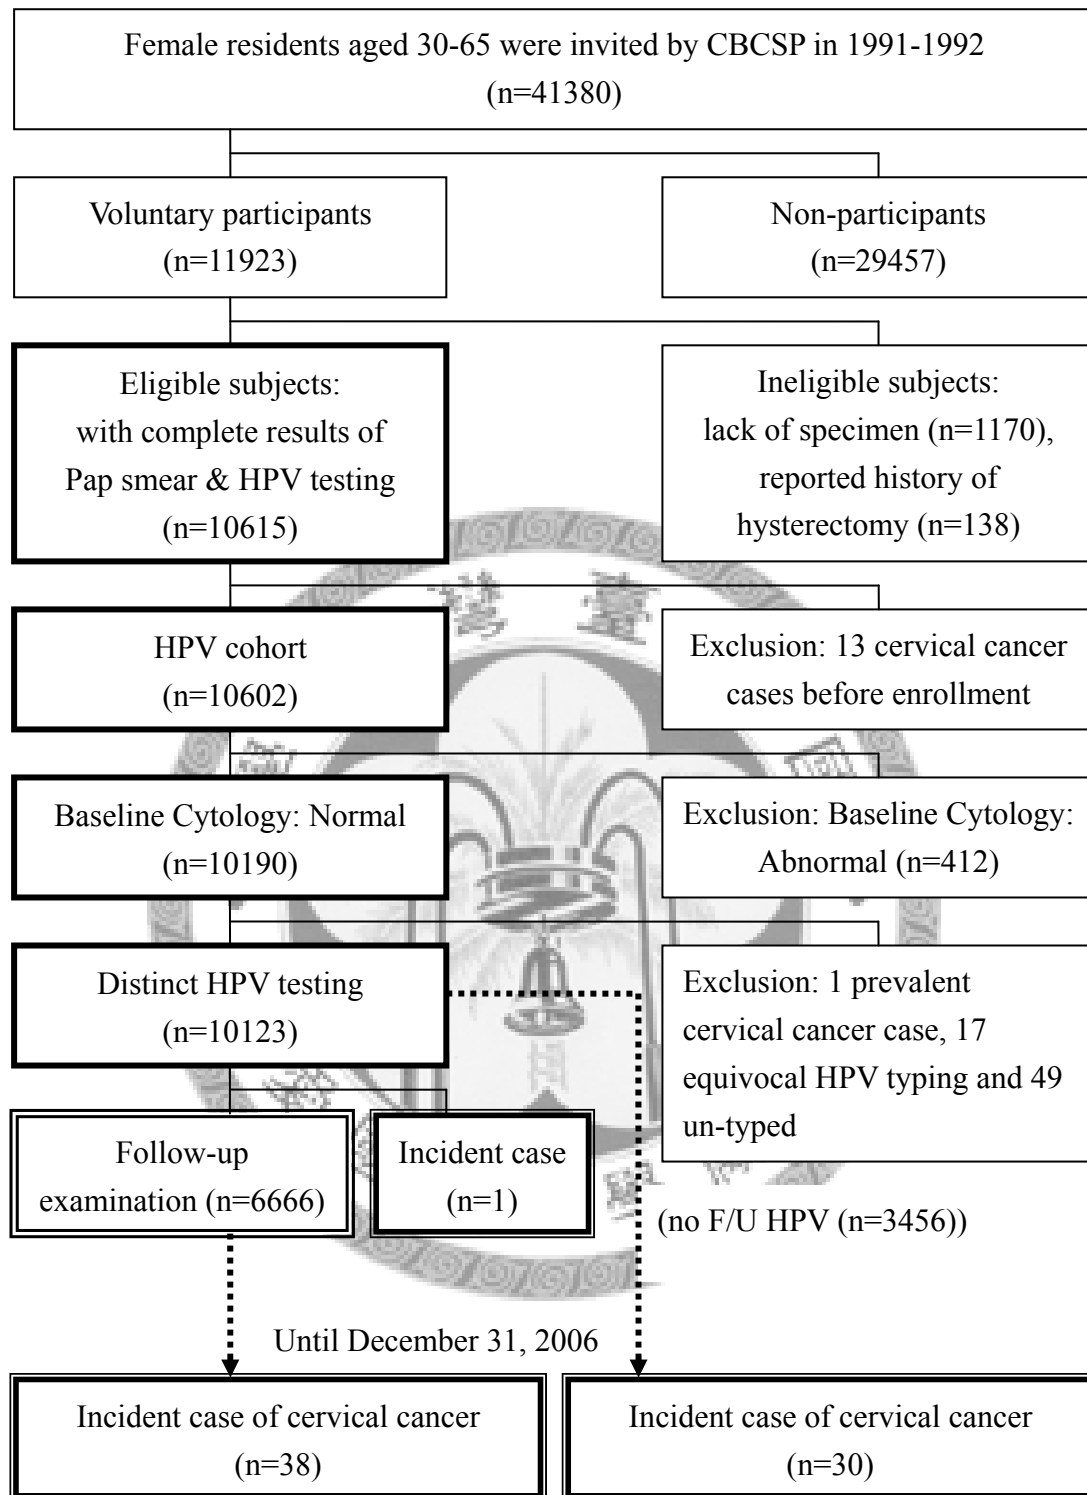 Female residents aged 30-65 were invited by CBCSP in 1991-1992
(n=41380)
Voluntary participants
(n=11923)
Non-participants
(n=29457)
Eligible subjects:
with complete results of
Pap smear & HPV testing
(n=10615)
Ineligible subjects:
lack of specimen (n=1170),
reported history of
hysterectomy (n=138)
HPV cohort
(n=10602)
Exclusion: 13 cervical cancer
cases before enrollment
Baseline Cytology: Normal
(n=10190)
Exclusion: Baseline Cytology:
Abnormal (n=412)
Distinct HPV testing
(n=10123)
Exclusion: 1 prevalent
cervical cancer case, 17
equivocal HPV typing and 49
un-typed
Follow-up
examination (n=6666)
Incident case
(n=1)
(no F/U HPV (n=3456))
Until December 31, 2006
Incident case of cervical cancer
(n=38)
Incident case of cervical cancer
(n=30)